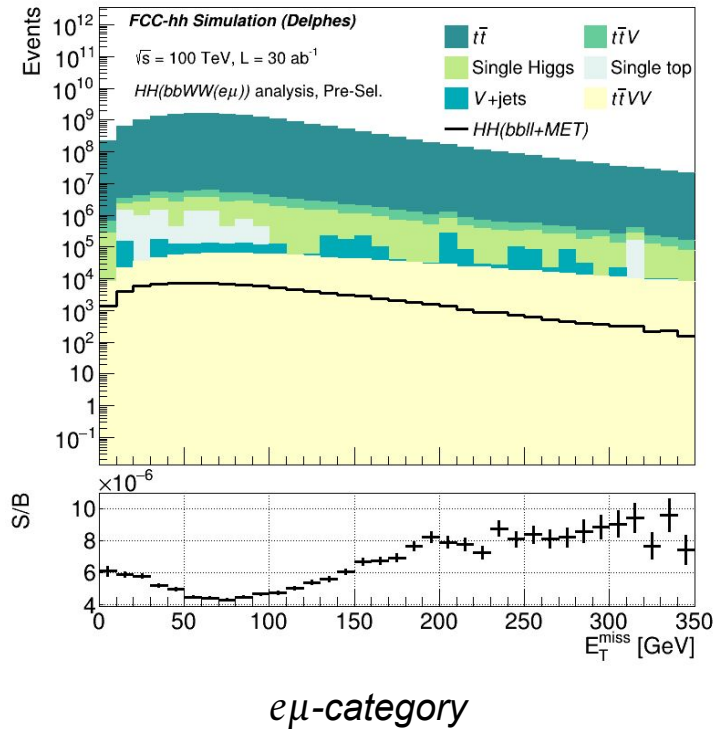 FCC-hh Simulation (Delphes)
√s = 100 TeV, L = 30 ab⁻¹
HH(bbWW(eμ)) analysis, Pre-Sel.
tt̄
tt̄V
Single Higgs
Single top
V+jets
tt̄VV
HH(bbll+MET)
Events
10¹²
10¹¹
10¹⁰
10⁹
10⁸
10⁷
10⁶
10⁵
10⁴
10³
10²
10
1
10⁻¹
×10⁻⁶
S/B
10
8
6
4
0 50 100 150 200 250 300 350
E_T^miss [GeV]
eμ-category